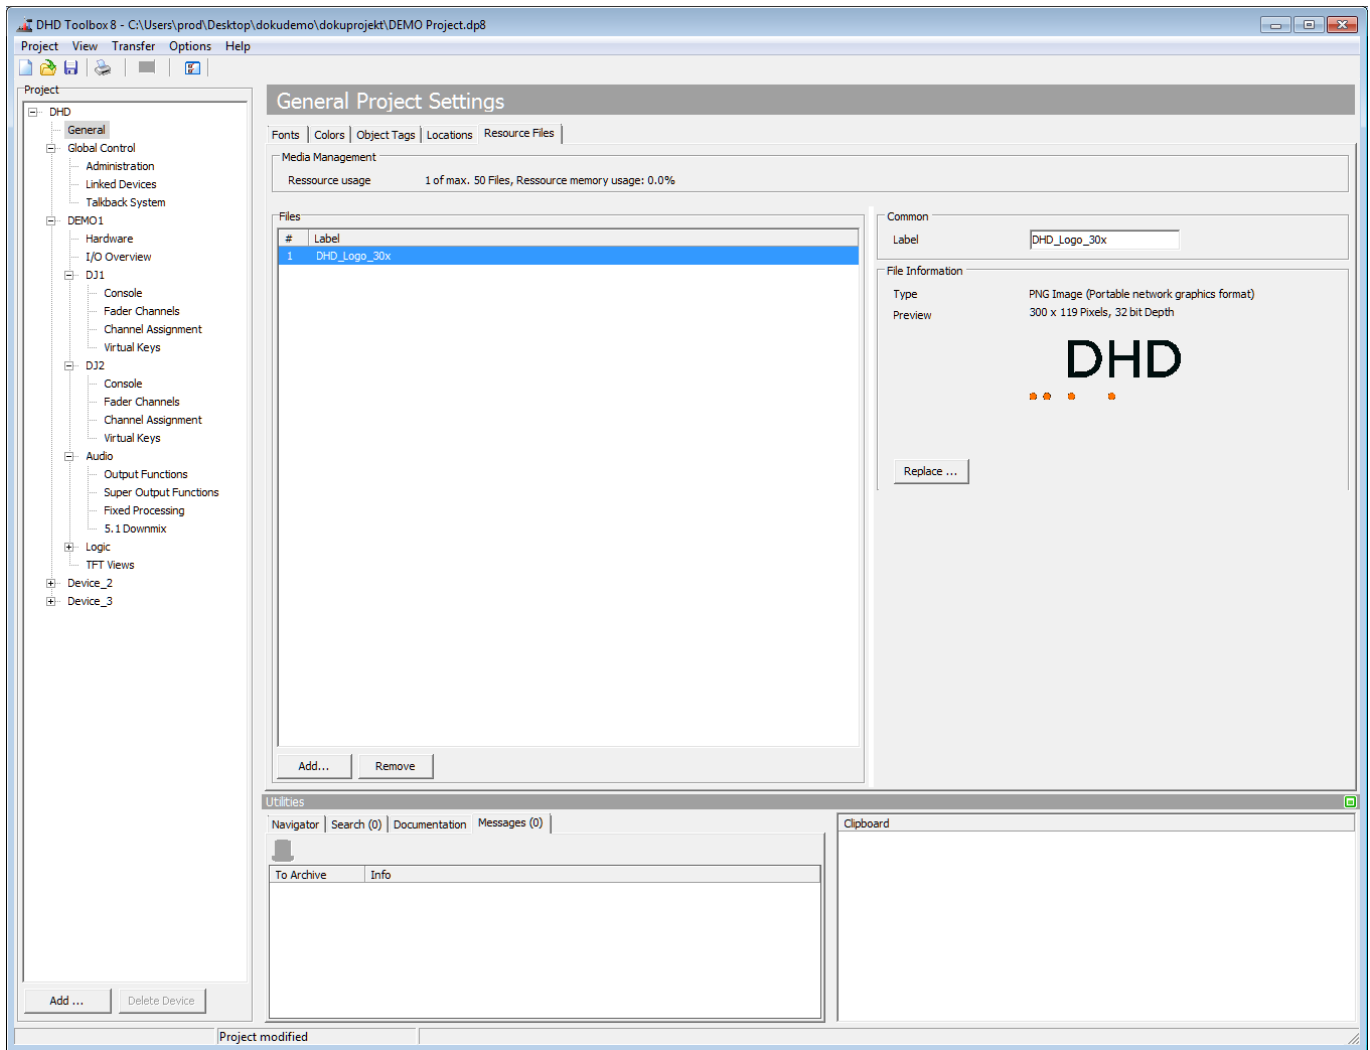 DHD Toolbox 8 - C:\Users\prod\Desktop\dokudemo\dokuprojekt\DEMO Project.dp8
Project View Transfer Options Help
Project
DHD
General
Global Control
Administration
Linked Devices
Talkback System
DEMO1
Hardware
I/O Overview
DJ1
Console
Fader Channels
Channel Assignment
Virtual Keys
DJ2
Console
Fader Channels
Channel Assignment
Virtual Keys
Audio
Output Functions
Super Output Functions
Fixed Processing
5.1 Downmix
Logic
TFT Views
Device_2
Device_3
Add ... Delete Device
General Project Settings
Fonts Colors Object Tags Locations Resource Files
Media Management
Ressource usage 1 of max. 50 Files, Ressource memory usage: 0.0%
Files
# Label
1 DHD_Logo_30x
Add... Remove
Common
Label DHD_Logo_30x
File Information
Type PNG Image (Portable network graphics format)
Preview 300 x 119 Pixels, 32 bit Depth
DHD
Replace ...
Utilities
Navigator Search (0) Documentation Messages (0)
To Archive Info
Clipboard
Project modified